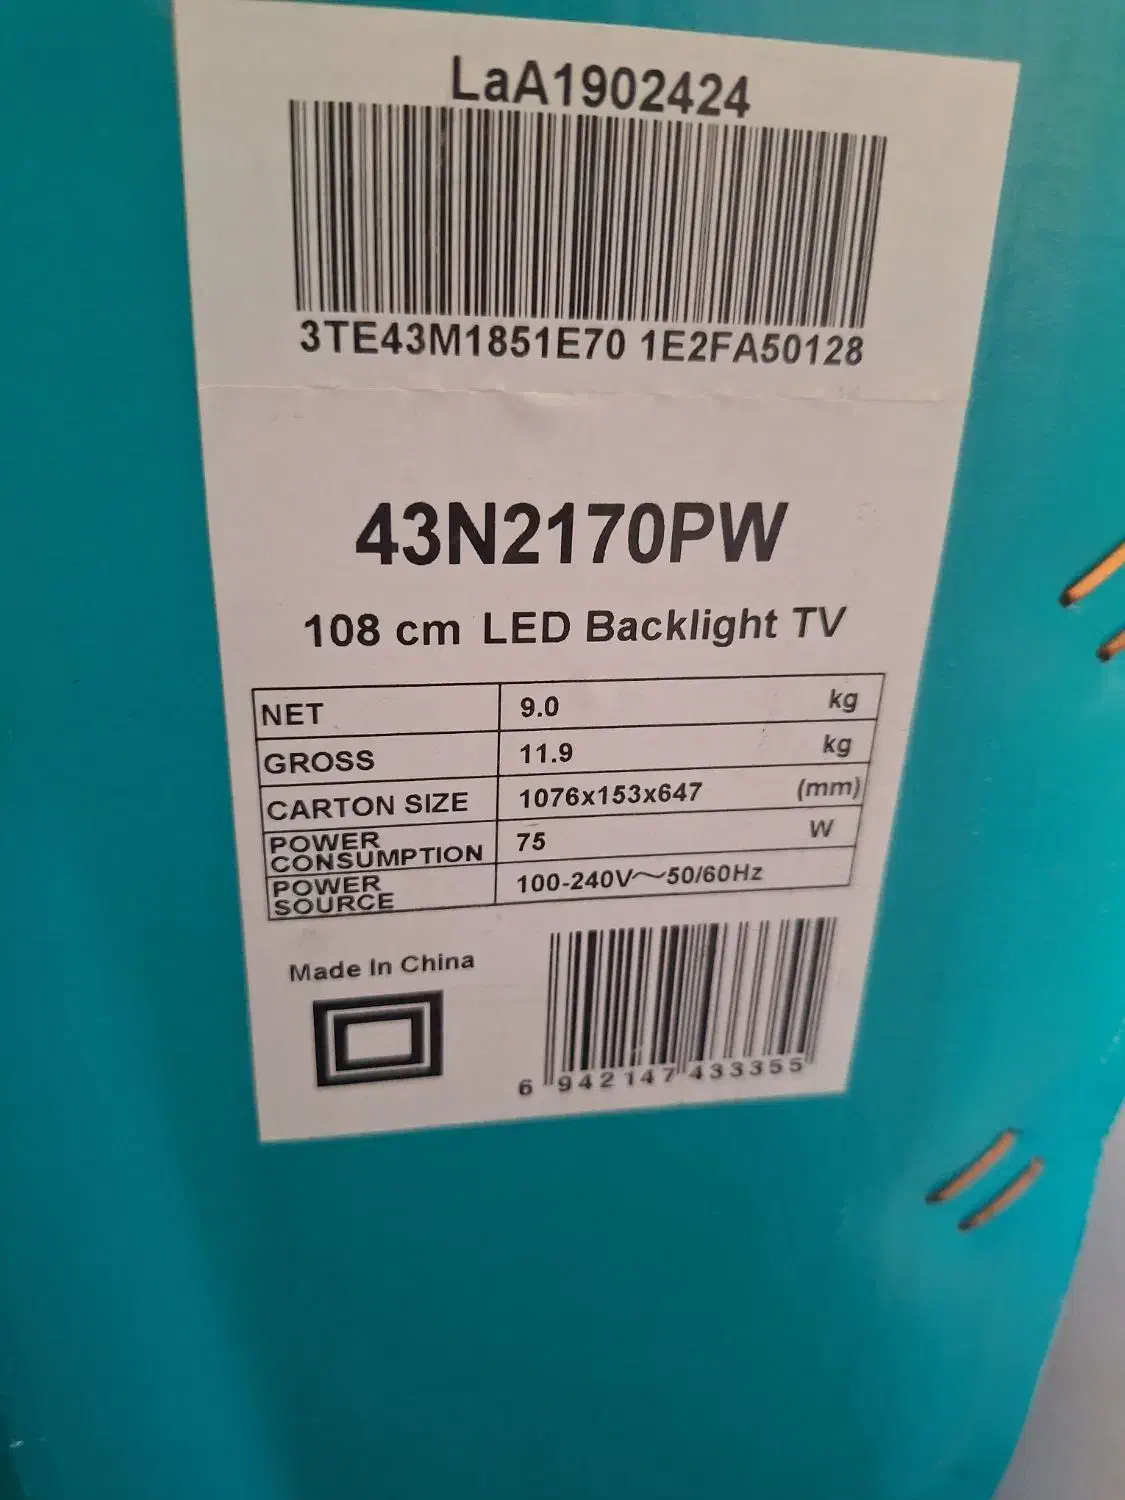 LaA1902424
3TE43M1851E70 1E2FA50128
43N2170PW
108 cm LED Backlight TV
NET 9.0 kg
GROSS 11.9 kg
CARTON SIZE 1076x153x647 (mm)
POWER CONSUMPTION 75 W
POWER SOURCE 100-240V～50/60Hz
Made In China
6 942147 433355